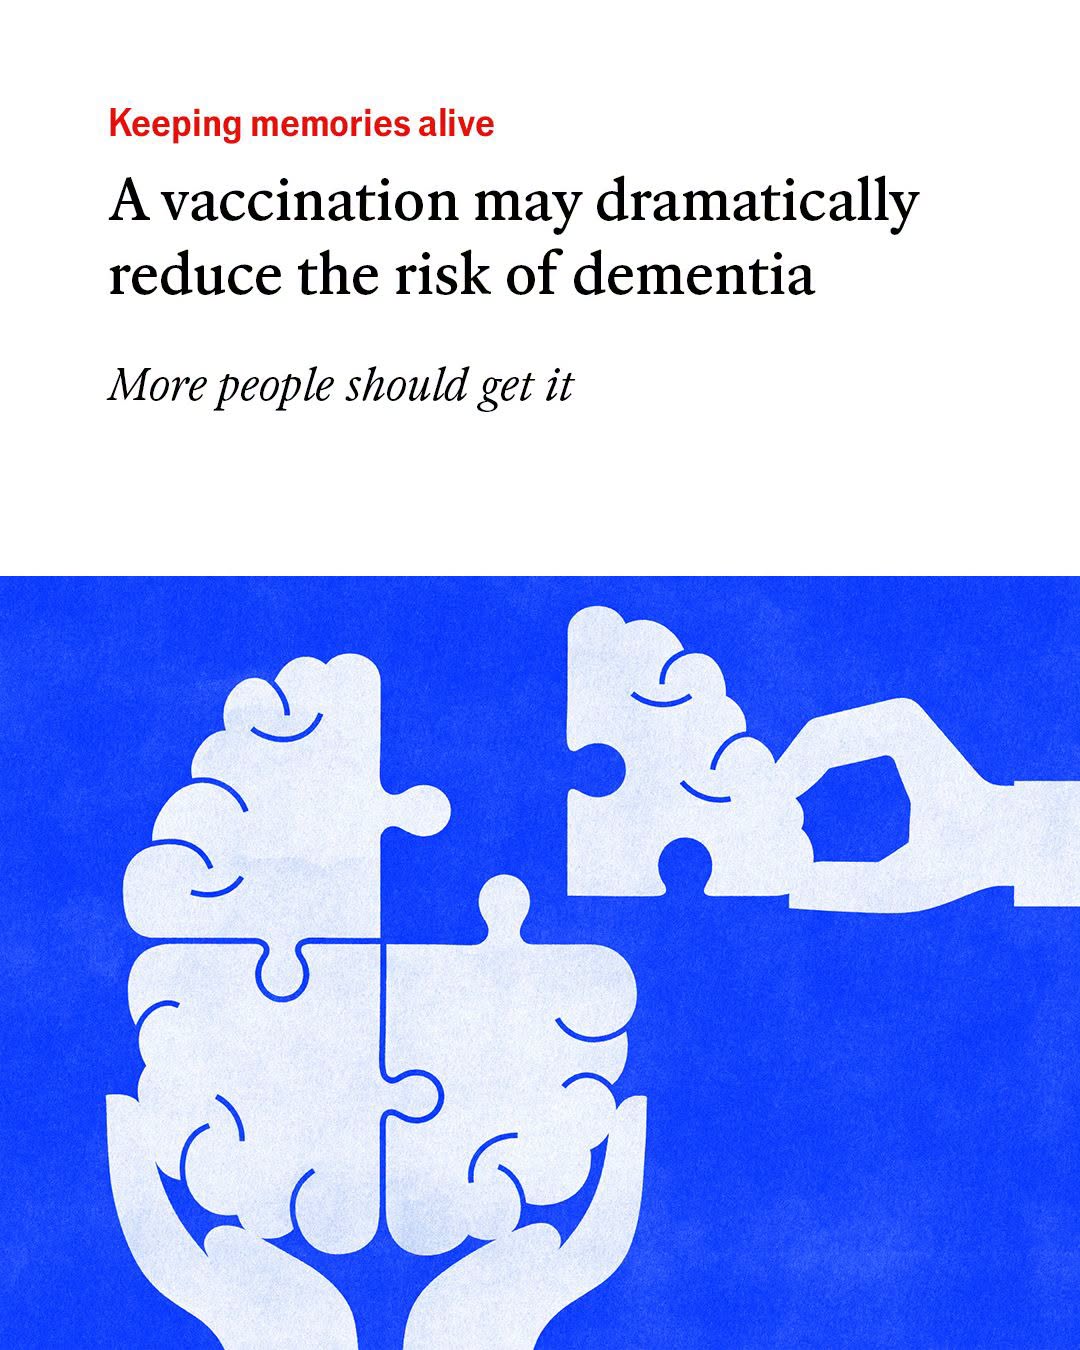 Keeping memories alive
A vaccination may dramatically
reduce the risk of dementia
More people should get it